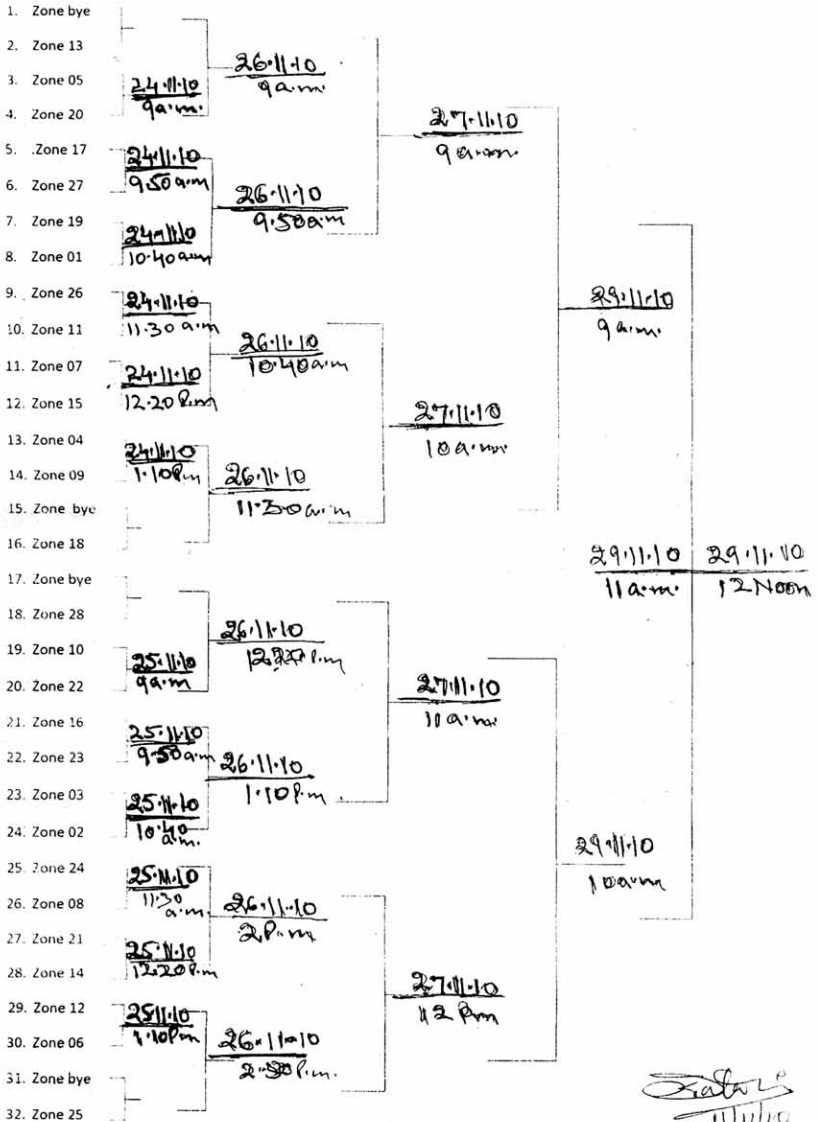 1. Zone bye
2. Zone 13
26.11.10
3. Zone 05
24.11.10
9 a.m.
9 a.m.
4. Zone 20
27.11.10
5. .Zone 17
24.11.10
9 a.m.
6. Zone 27
9.50 a.m
26.11.10
9.50 a.m
7. Zone 19
24.11.10
8. Zone 01
10.40 a.m
9. Zone 26
24.11.10
29.11.10
10. Zone 11
11.30 a.m
9 a.m.
26.11.10
11. Zone 07
24.11.10
10.40 a.m
12. Zone 15
12.20 P.m
27.11.10
13. Zone 04
24.11.10
10 a.m.
14. Zone 09
1.10 P.m
26.11.10
15. Zone bye
11.30 a.m
16. Zone 18
29.11.10 29.11.10
17. Zone bye
11 a.m. 12 Noon
18. Zone 28
26.11.10
19. Zone 10
25.11.10
P.m
20. Zone 22
9 a.m
27.11.10
21. Zone 16
25.11.10
11 a.m.
22. Zone 23
9.50 a.m
26.11.10
23. Zone 03
25.11.10
1.10 P.m
24. Zone 02
10.40 a.m.
29.11.10
25. Zone 24
25.11.10
10 a.m
26. Zone 08
11.30 a.m.
26.11.10
2 P.m
27. Zone 21
25.11.10
28. Zone 14
12.20 P.m
27.11.10
29. Zone 12
25.11.10
12 P.m
30. Zone 06
1.10 P.m
26.11.10
2.50 P.m.
31. Zone bye
32. Zone 25
11/11/10